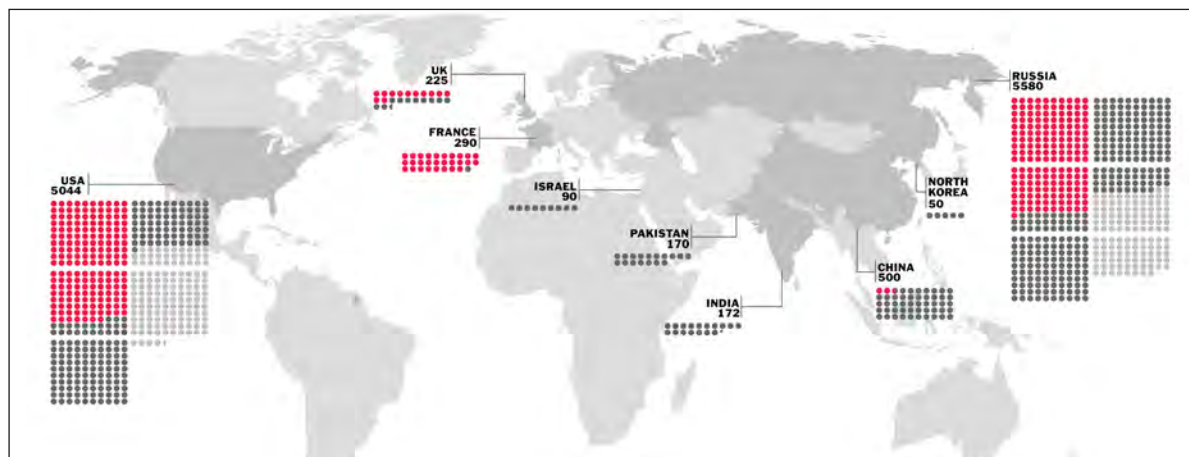 UK
225
FRANCE
290
USA
5044
ISRAEL
90
PAKISTAN
170
INDIA
172
RUSSIA
5580
NORTH
KOREA
50
CHINA
500